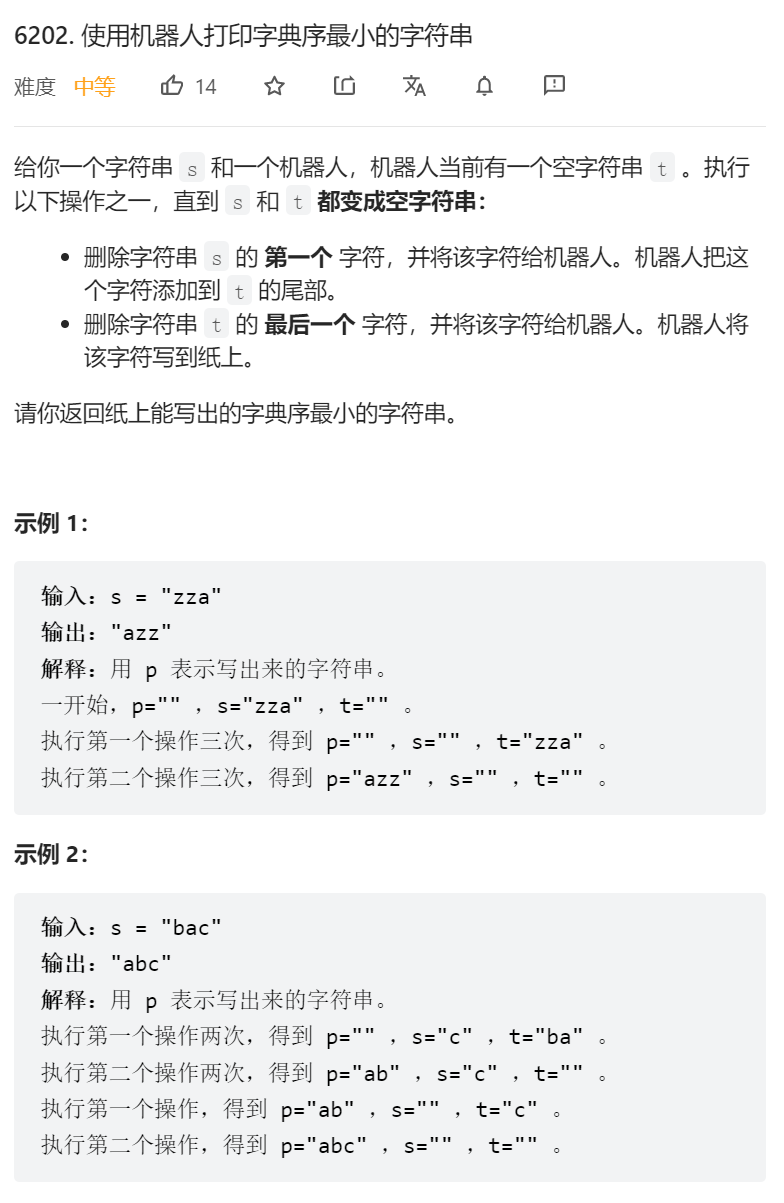 6202. 使用机器人打印字典序最小的字符串
难度 中等 14
给你一个字符串 s 和一个机器人，机器人当前有一个空字符串 t 。执行
以下操作之一，直到 s 和 t 都变成空字符串：
删除字符串 s 的 第一个 字符，并将该字符给机器人。机器人把这
个字符添加到 t 的尾部。
删除字符串 t 的 最后一个 字符，并将该字符给机器人。机器人将
该字符写到纸上。
请你返回纸上能写出的字典序最小的字符串。
示例 1：
输入：s = "zza"
输出："azz"
解释：用 p 表示写出来的字符串。
一开始，p="" ，s="zza" ，t="" 。
执行第一个操作三次，得到 p="" ，s="" ，t="zza" 。
执行第二个操作三次，得到 p="azz" ，s="" ，t="" 。
示例 2：
输入：s = "bac"
输出："abc"
解释：用 p 表示写出来的字符串。
执行第一个操作两次，得到 p="" ，s="c" ，t="ba" 。
执行第二个操作两次，得到 p="ab" ，s="c" ，t="" 。
执行第一个操作，得到 p="ab" ，s="" ，t="c" 。
执行第二个操作，得到 p="abc" ，s="" ，t="" 。